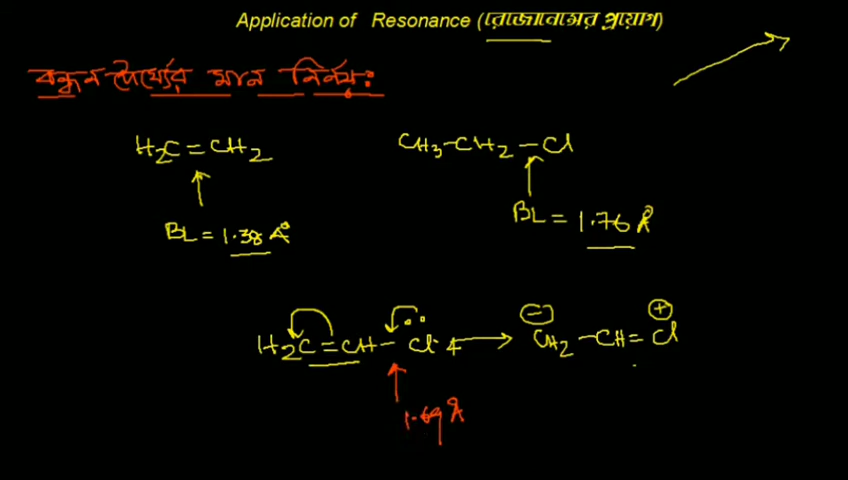 Application of Resonance (রেজোনেন্সের প্রয়োগ)
বন্ধন দৈর্ঘ্যের মান নির্নয়:
H2C=CH2 CH3-CH2-Cl
BL = 1.38 A° BL = 1.76 A°
H2C=CH-Cl ⟷ CH2-CH=Cl
1.69 A°